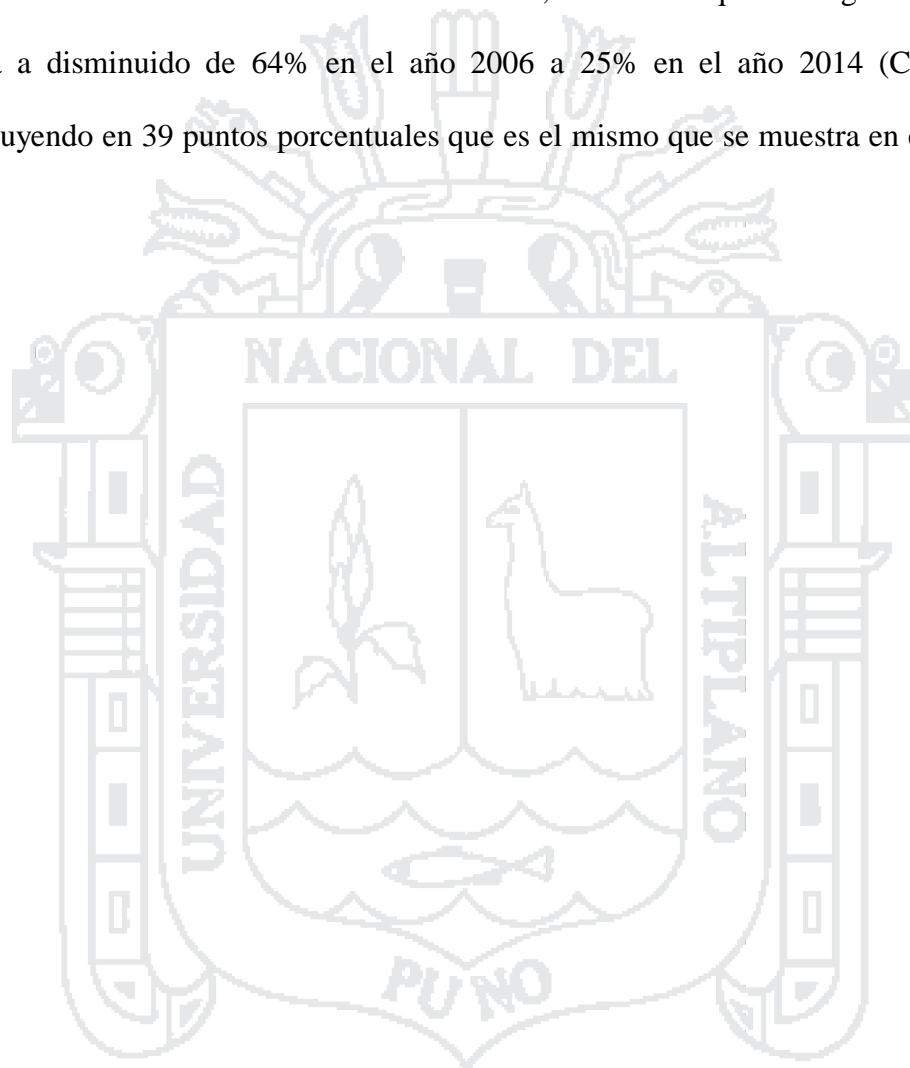 a disminuido de 64% en el año 2006 a 25% en el año 2014 (C
uyendo en 39 puntos porcentuales que es el mismo que se muestra en
NACIONAL DEL
UNIVERSIDAD
ALTIPLANO
PUNO